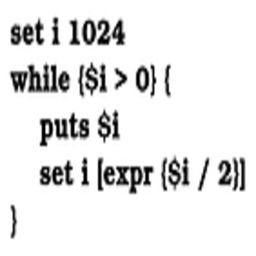 set i 1024
while {$i > 0} {
puts $i
set i [expr {$i / 2}]
}